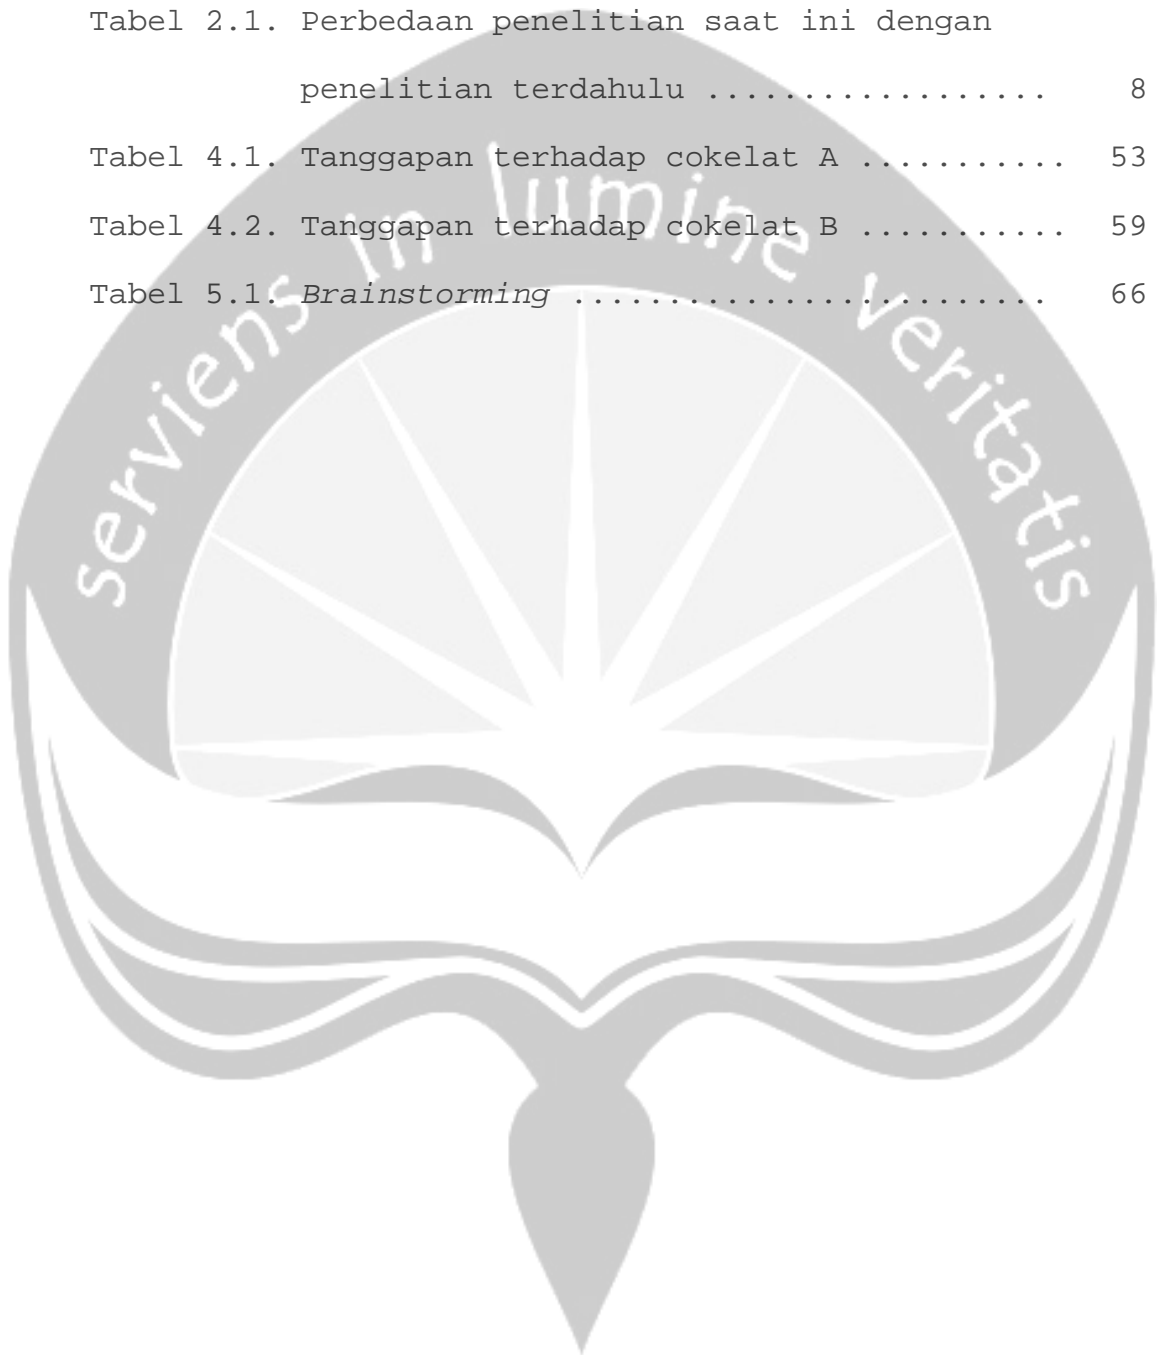 Tabel 2.1. Perbedaan penelitian saat ini dengan
penelitian terdahulu .................. 8
Tabel 4.1. Tanggapan terhadap cokelat A ........... 53
Tabel 4.2. Tanggapan terhadap cokelat B ........... 59
Tabel 5.1. Brainstorming ......................... 66
serviens in lumine veritatis